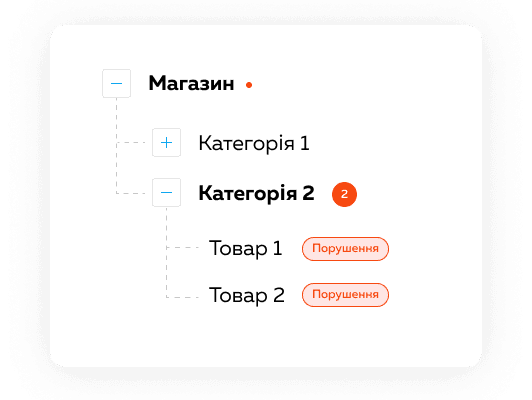 Магазин
Категорія 1
Категорія 2 2
Товар 1 Порушення
Товар 2 Порушення